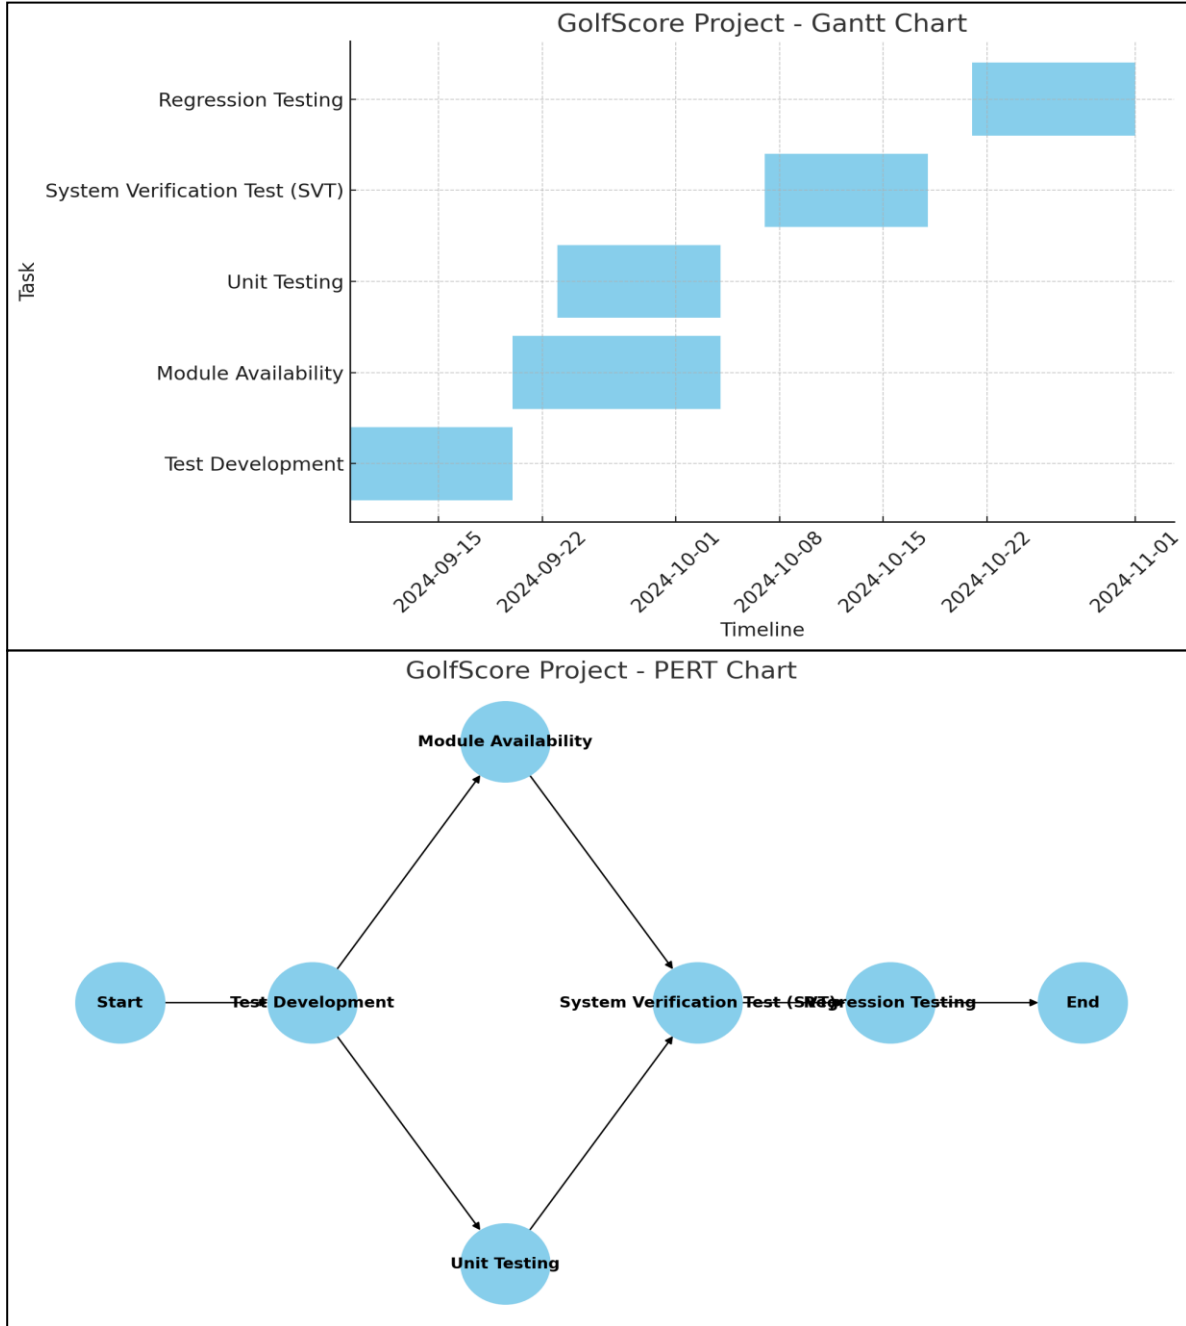 GolfScore Project - Gantt Chart
Regression Testing
System Verification Test (SVT)
Unit Testing
Module Availability
Test Development
Task
2024-09-15
2024-09-22
2024-10-01
2024-10-08
2024-10-15
2024-10-22
2024-11-01
Timeline
GolfScore Project - PERT Chart
Module Availability
Start
Test Development
System Verification Test (SVT)
Regression Testing
End
Unit Testing